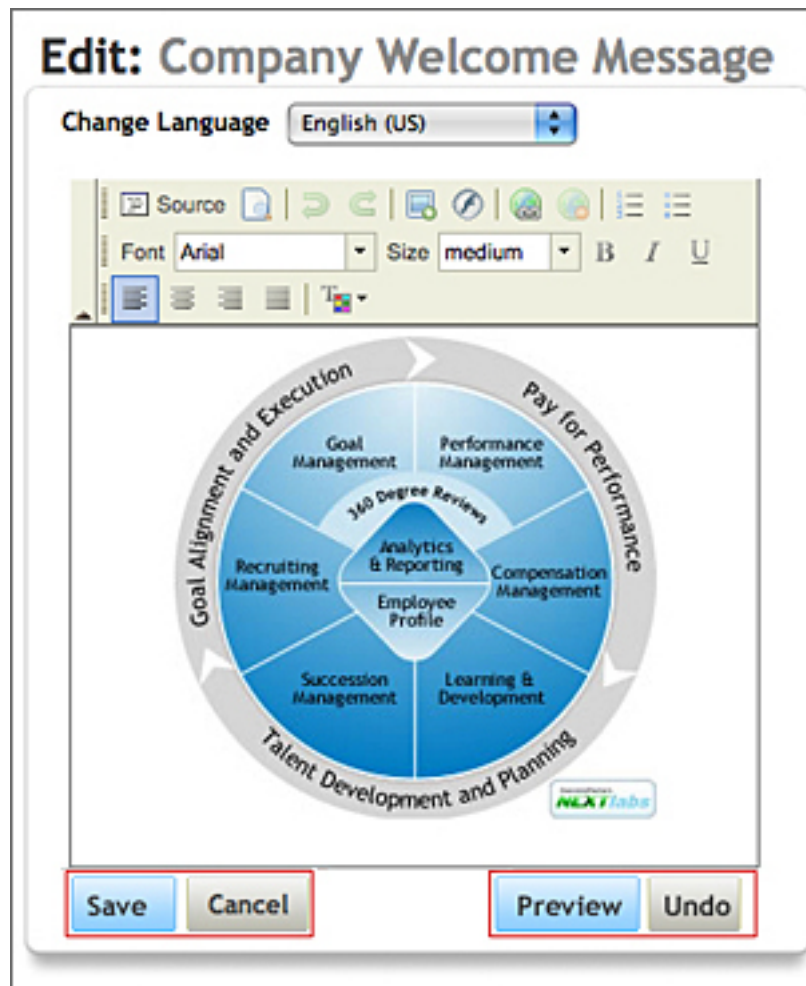 Edit: Company Welcome Message
Change Language English (US)
Source
Font Arial Size medium B I U
Goal Alignment and Execution
Pay for Performance
Goal
Management
Performance
Management
360 Degree Reviews
Recruiting
Management
Analytics
& Reporting
Compensation
Management
Employee
Profile
Succession
Management
Learning &
Development
Talent Development and Planning
NEXTlabs
Save Cancel Preview Undo